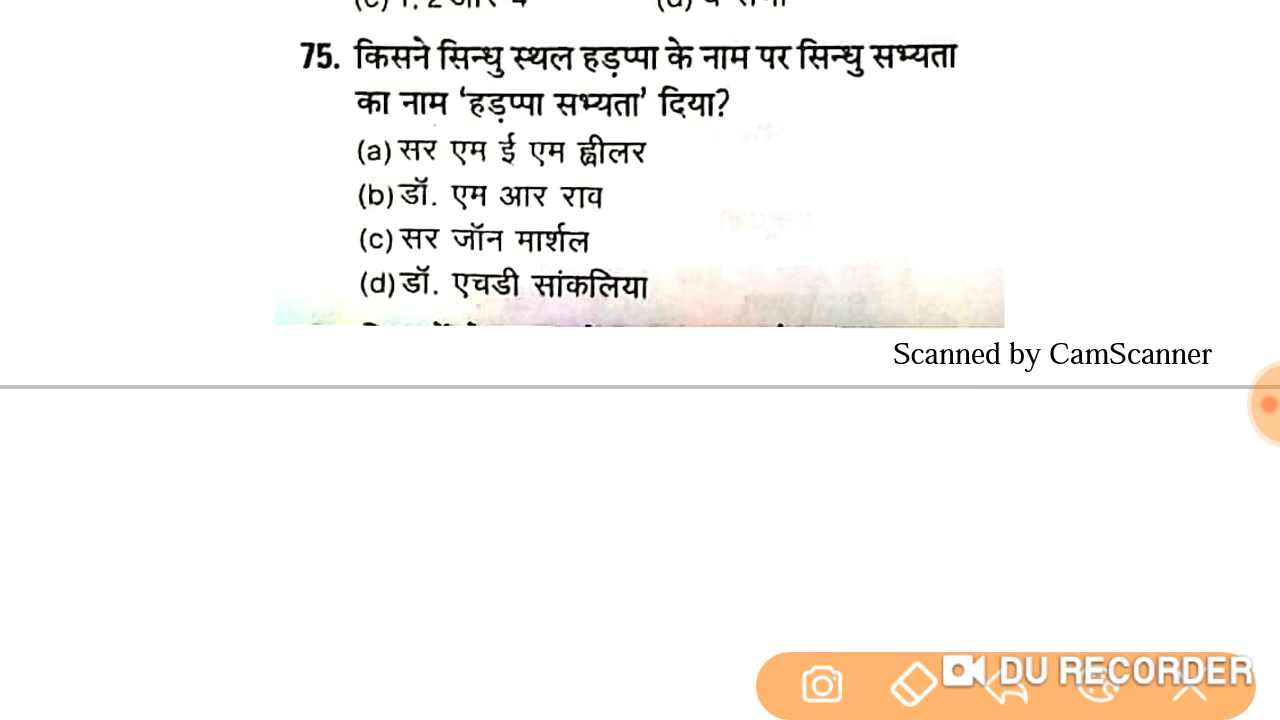 75. किसने सिन्धु स्थल हड़प्पा के नाम पर सिन्धु सभ्यता
का नाम 'हड़प्पा सभ्यता' दिया?
(a) सर एम ई एम ह्वीलर
(b) डॉ. एम आर राव
(c) सर जॉन मार्शल
(d) डॉ. एचडी सांकलिया
Scanned by CamScanner
DU RECORDER